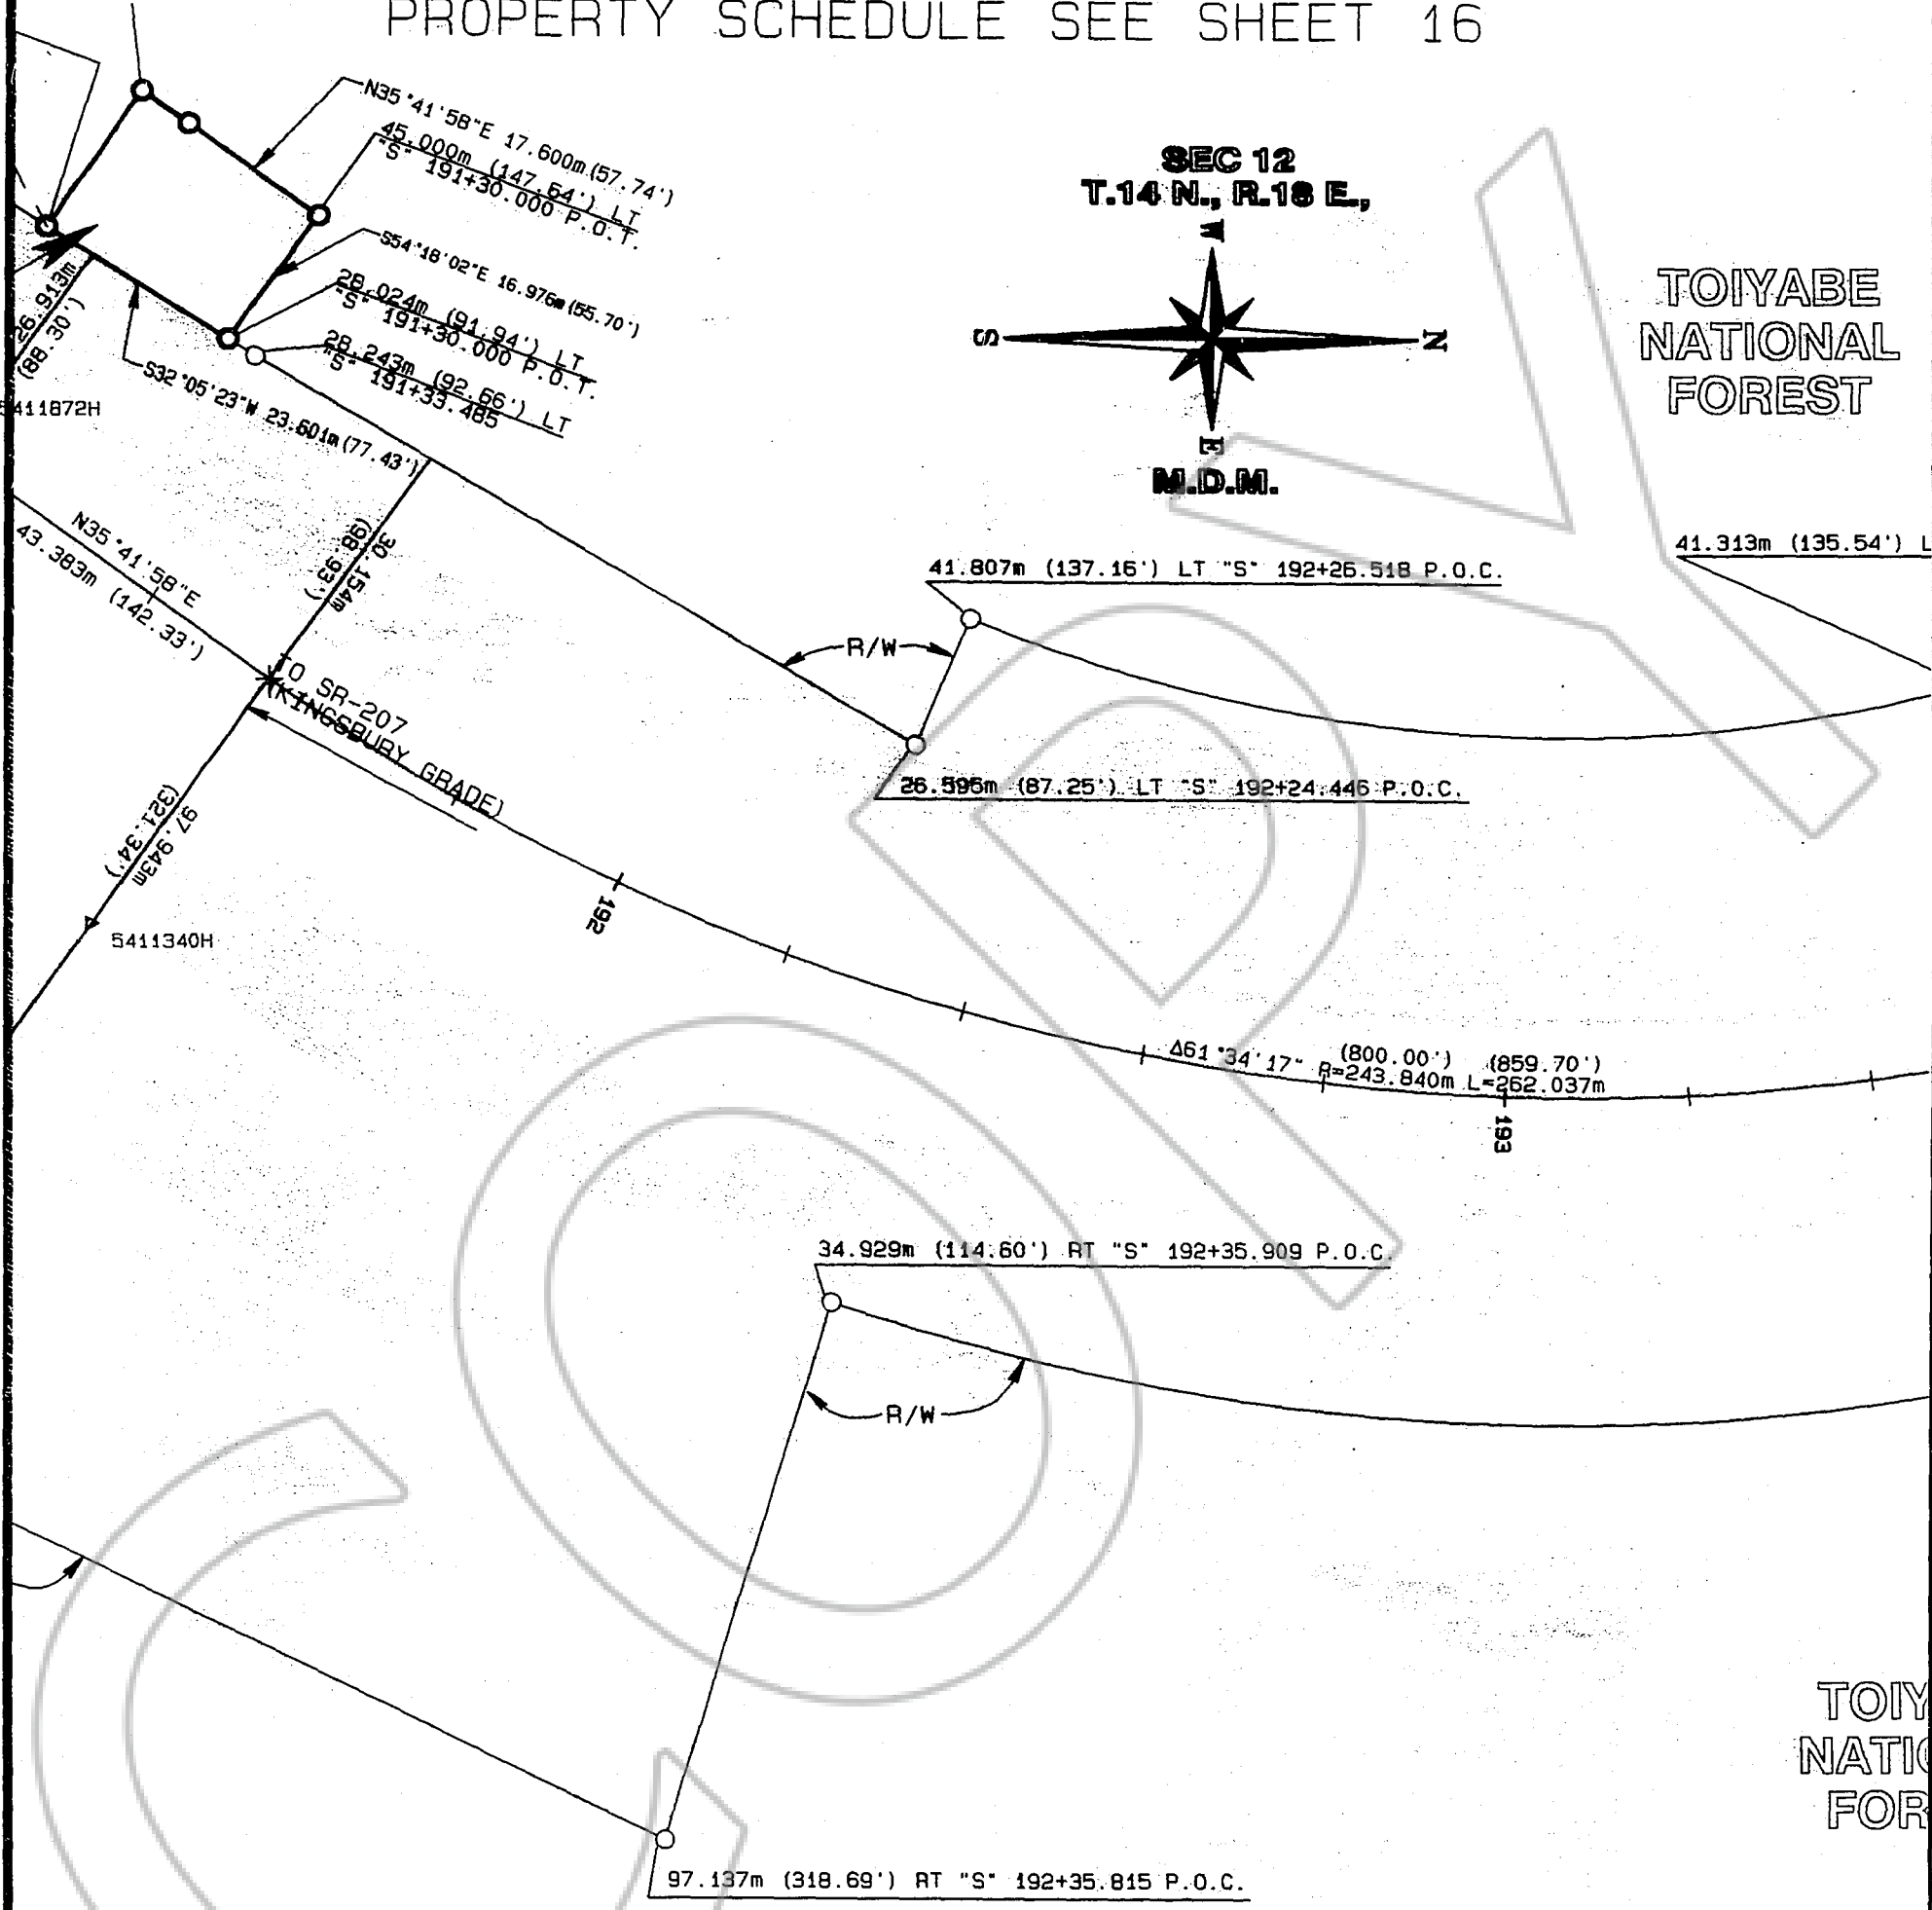 PROPERTY SCHEDULE SEE SHEET 16
N35°41'58"E 17.600m(57.74')
45.000m (147.64') LT
"S" 191+30.000 P.O.T.
S54°18'02"E 16.976m(55.70')
28.024m (91.94') LT
"S" 191+30.000 P.O.T.
28.243m (92.66') LT
"S" 191+33.485
S32°05'23"W 23.601m(77.43')
26.913m
(88.30')
5411872H
SEC 12
T.14 N., R.18 E.,
W
S
N
E
M.D.M.
TOIYABE
NATIONAL
FOREST
N35°41'58"E
43.383m (142.33')
30.154m
(98.93')
41.807m (137.16') LT "S" 192+26.518 P.O.C.
41.313m (135.54') L
R/W
TO SR-207
(KINGSBURY GRADE)
26.595m (87.25') LT "S" 192+24.446 P.O.C.
97.943m
(321.34')
5411340H
192
Δ61°34'17" R=243.840m L=262.037m
(800.00') (859.70')
193
34.929m (114.60') RT "S" 192+35.909 P.O.C.
R/W
TOIY
NATIO
FOR
97.137m (318.69') RT "S" 192+35.815 P.O.C.
COPY